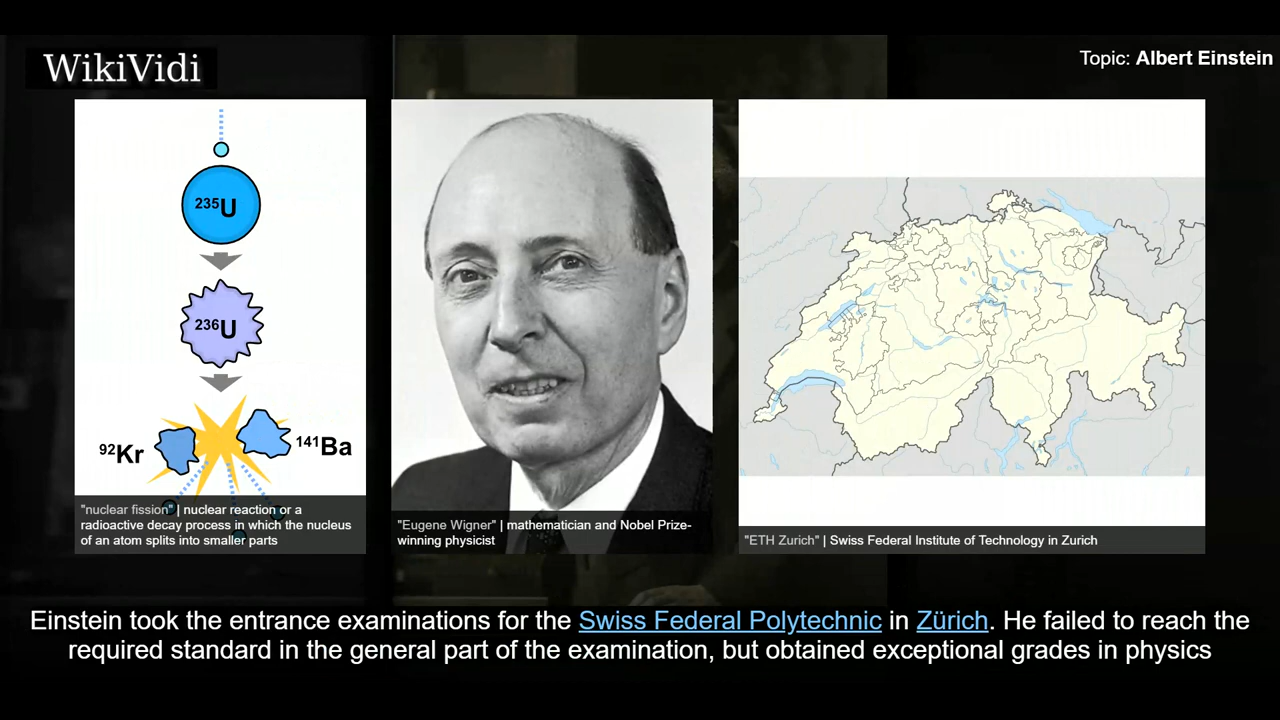 WikiVidi
Topic: Albert Einstein
²³⁵U
²³⁶U
⁹²Kr
¹⁴¹Ba
"nuclear fission" | nuclear reaction or a
radioactive decay process in which the nucleus
of an atom splits into smaller parts
"Eugene Wigner" | mathematician and Nobel Prize-
winning physicist
"ETH Zurich" | Swiss Federal Institute of Technology in Zurich
Einstein took the entrance examinations for the Swiss Federal Polytechnic in Zürich. He failed to reach the
required standard in the general part of the examination, but obtained exceptional grades in physics